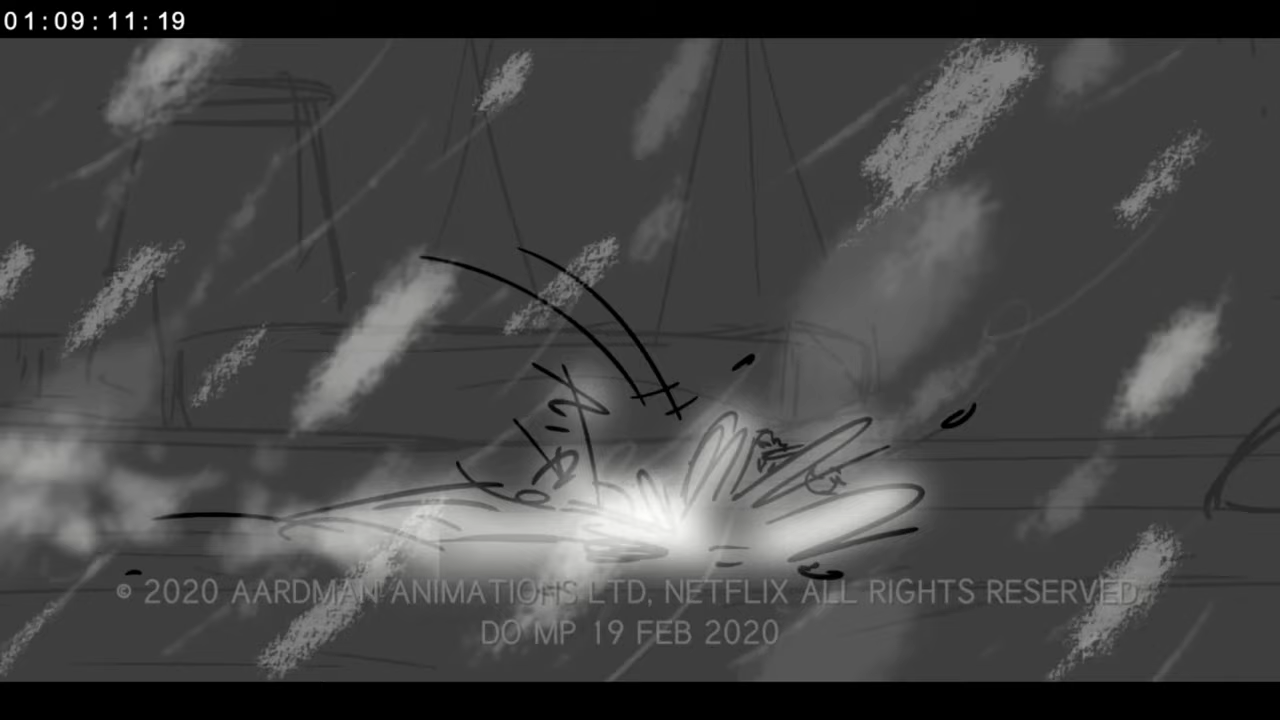 01:09:11:19
© 2020 AARDMAN ANIMATIONS LTD, NETFLIX ALL RIGHTS RESERVED.
DO MP 19 FEB 2020